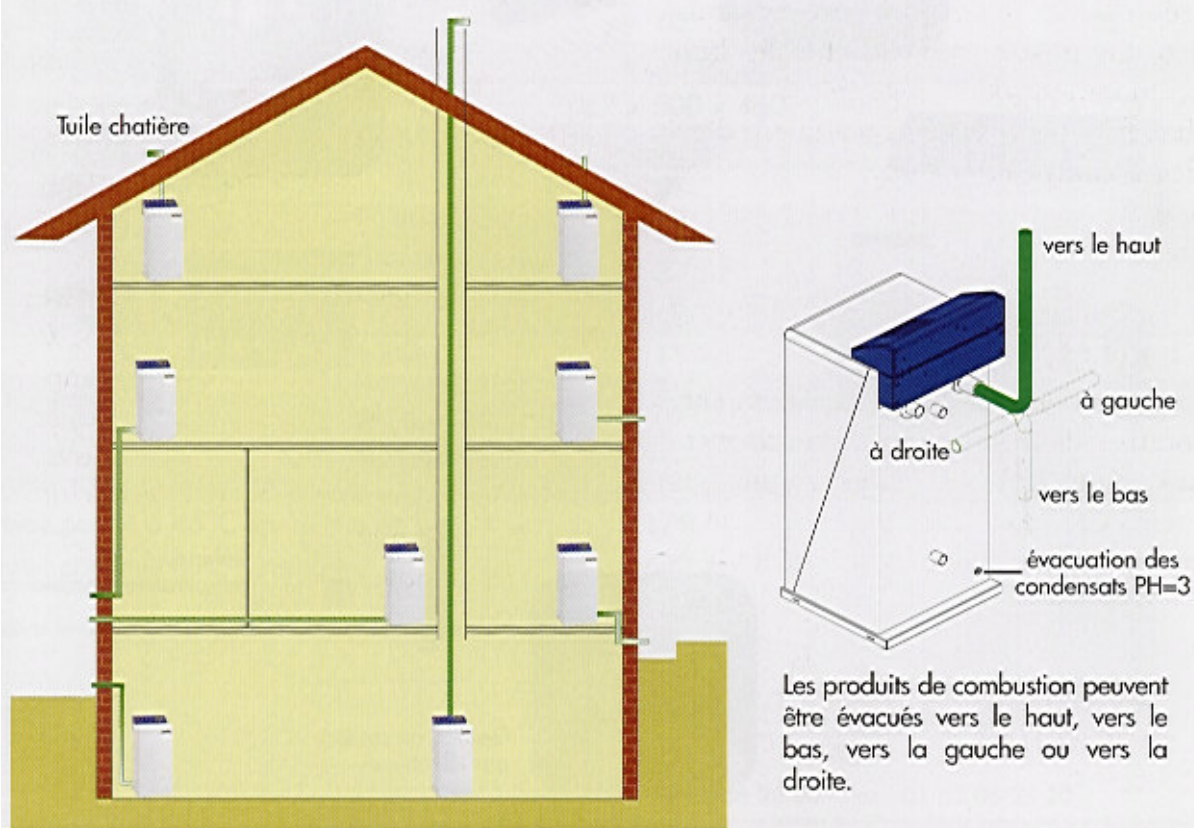 Tuile chatière
vers le haut
à gauche
à droite
vers le bas
évacuation des
condensats PH=3
Les produits de combustion peuvent
être évacués vers le haut, vers le
bas, vers la gauche ou vers la
droite.